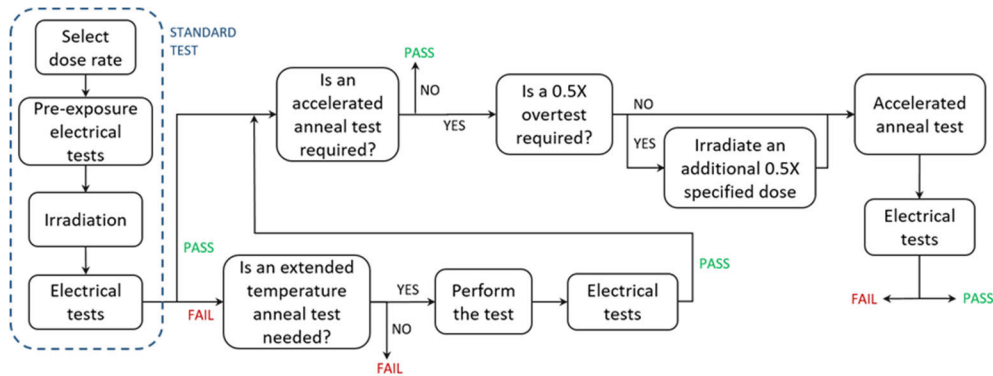 STANDARD
TEST
Select
dose rate
Pre-exposure
electrical
tests
Irradiation
Electrical
tests
PASS
FAIL
Is an
accelerated
anneal test
required?
PASS
NO
YES
Is a 0.5X
overtest
required?
NO
YES
Irradiate an
additional 0.5X
specified dose
Accelerated
anneal test
Electrical
tests
FAIL
PASS
Is an extended
temperature
anneal test
needed?
YES
NO
FAIL
Perform
the test
Electrical
tests
PASS